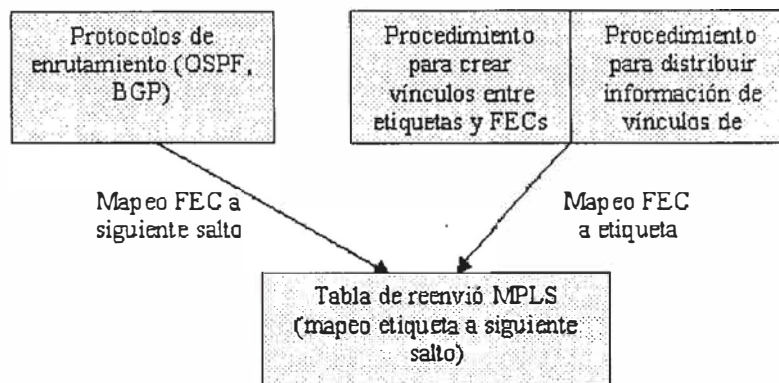 Protocolos de
enrutamiento (OSPF,
BGP)
Procedimiento
para crear
vínculos entre
etiquetas y FECs
Procedimiento
para distribuir
información de
vínculos de
Mapeo FEC a
siguiente salto
Mapeo FEC
a etiqueta
Tabla de reenvió MPLS
(mapeo etiqueta a siguiente
salto)